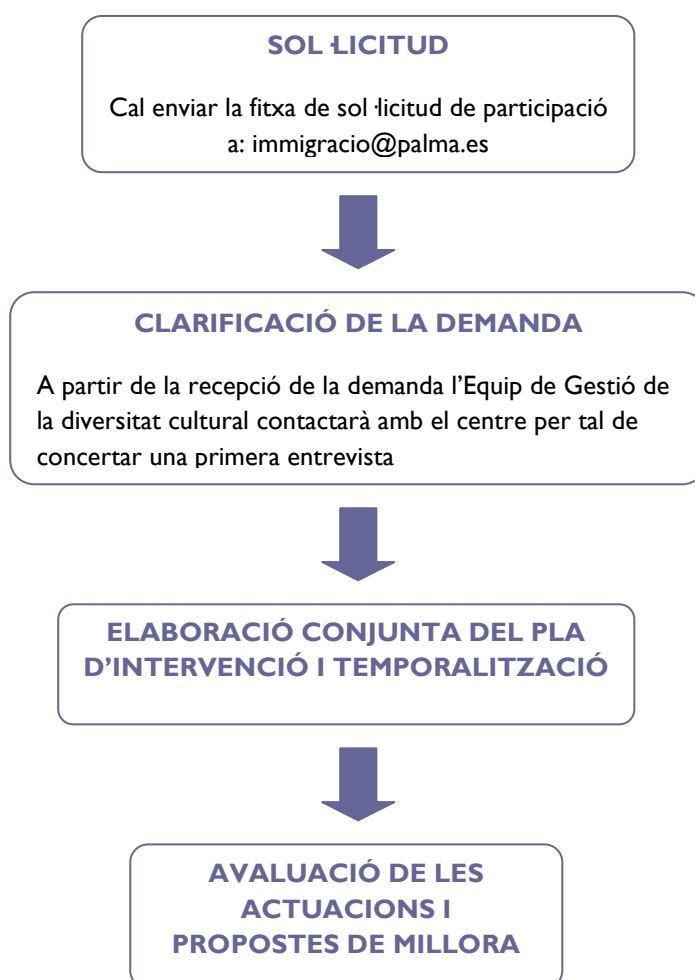 SOL·LICITUD
Cal enviar la fitxa de sol·licitud de participació
a: immigracio@palma.es
CLARIFICACIÓ DE LA DEMANDA
A partir de la recepció de la demanda l’Equip de Gestió de
la diversitat cultural contactarà amb el centre per tal de
concertar una primera entrevista
ELABORACIÓ CONJUNTA DEL PLA
D’INTERVENCIÓ I TEMPORALITZACIÓ
AVALUACIÓ DE LES
ACTUACIONS I
PROPOSTES DE MILLORA